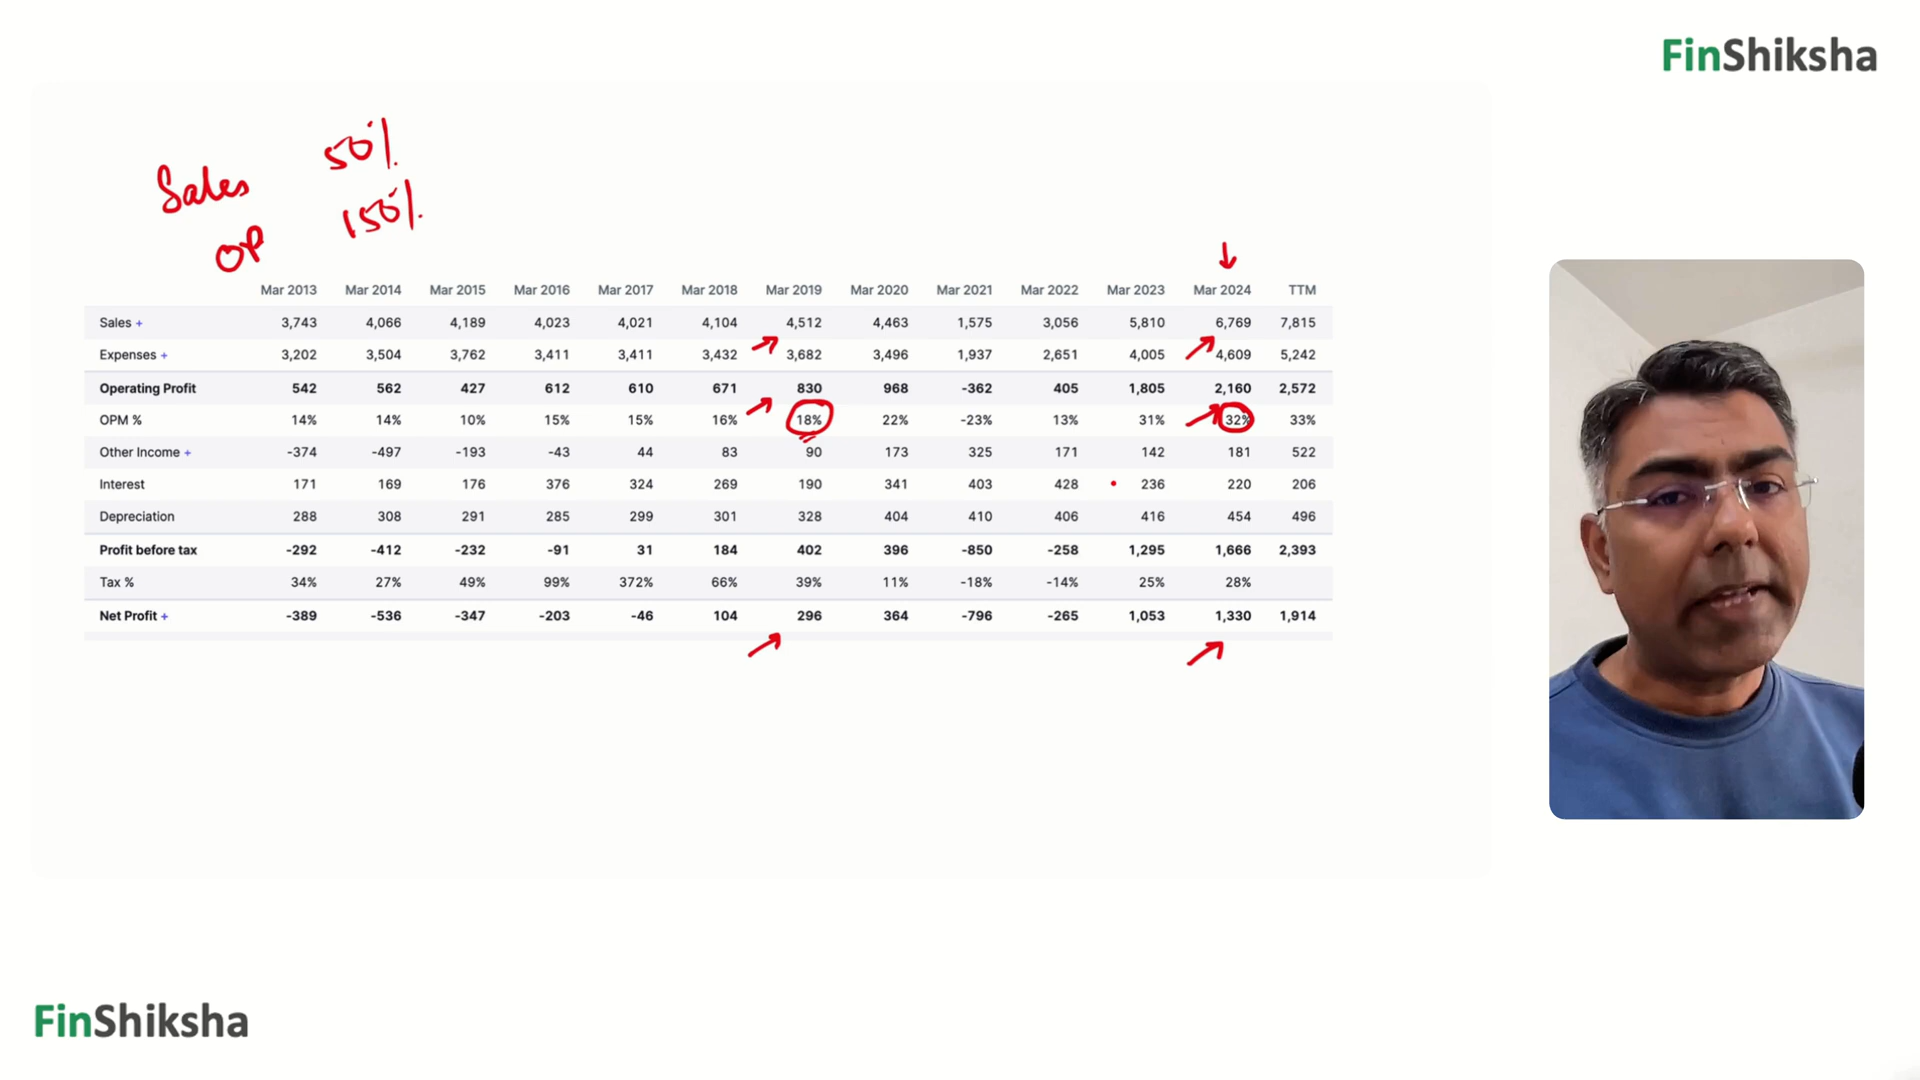 FinShiksha
Sales 50%
OP 150%
Mar 2013 Mar 2014 Mar 2015 Mar 2016 Mar 2017 Mar 2018 Mar 2019 Mar 2020 Mar 2021 Mar 2022 Mar 2023 Mar 2024 TTM
Sales + 3,743 4,066 4,189 4,023 4,021 4,104 4,512 4,463 1,575 3,056 5,810 6,769 7,815
Expenses + 3,202 3,504 3,762 3,411 3,411 3,432 3,682 3,496 1,937 2,651 4,005 4,609 5,242
Operating Profit 542 562 427 612 610 671 830 968 -362 405 1,805 2,160 2,572
OPM % 14% 14% 10% 15% 15% 16% 18% 22% -23% 13% 31% 32% 33%
Other Income + -374 -497 -193 -43 44 83 90 173 325 171 142 181 522
Interest 171 169 176 376 324 269 190 341 403 428 236 220 206
Depreciation 288 308 291 285 299 301 328 404 410 406 416 454 496
Profit before tax -292 -412 -232 -91 31 184 402 396 -850 -258 1,295 1,666 2,393
Tax % 34% 27% 49% 99% 372% 66% 39% 11% -18% -14% 25% 28%
Net Profit + -389 -536 -347 -203 -46 104 296 364 -796 -265 1,053 1,330 1,914
FinShiksha